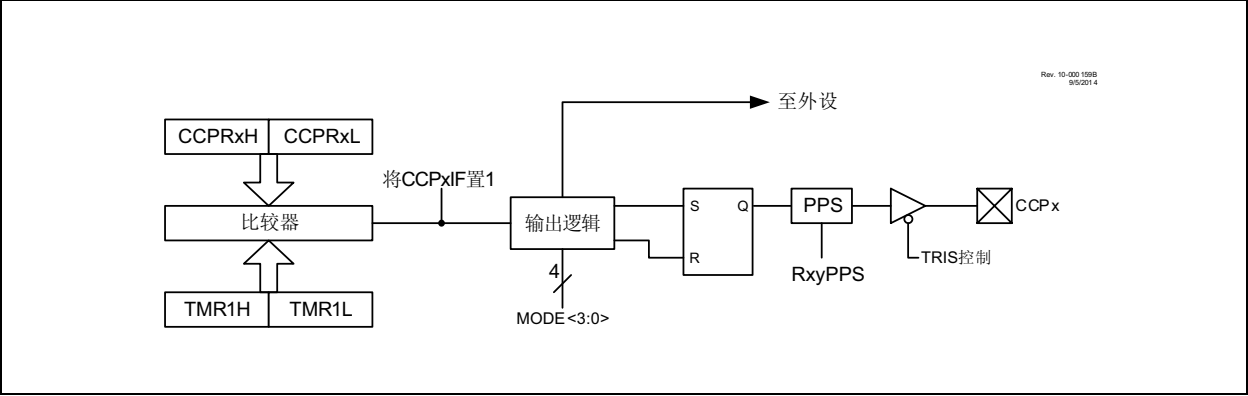 Rev. 10-000 159B
9/5/2014
至外设
CCPRxH
CCPRxL
将CCPxIF置1
比较器
输出逻辑
S
Q
R
PPS
CCPx
TRIS控制
RxyPPS
4
MODE<3:0>
TMR1H
TMR1L